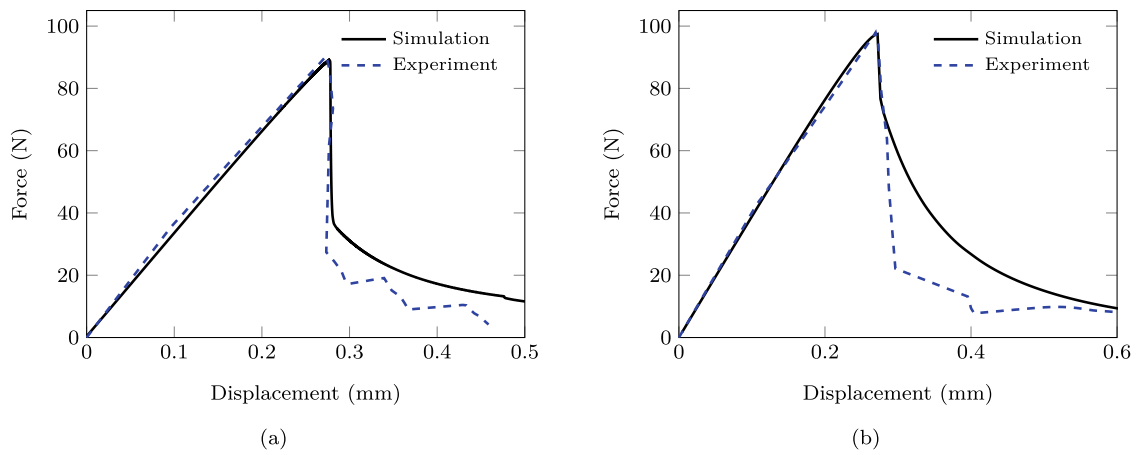 100
80
60
40
20
0
Force (N)
0 0.1 0.2 0.3 0.4 0.5
Displacement (mm)
Simulation
Experiment
(a)
100
80
60
40
20
0
Force (N)
0 0.2 0.4 0.6
Displacement (mm)
Simulation
Experiment
(b)